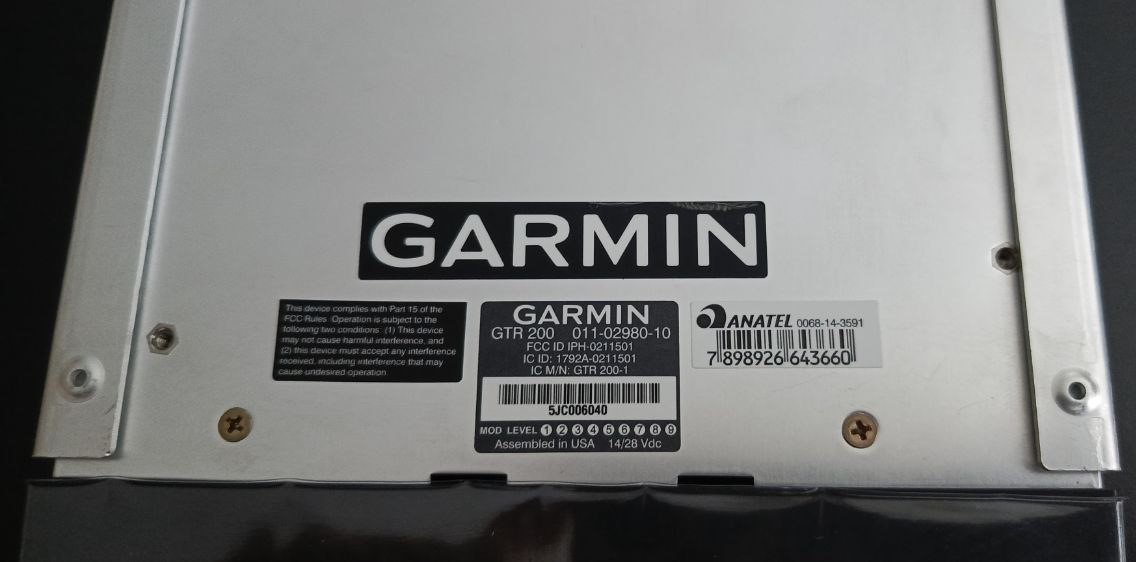 GARMIN
This device complies with Part 15 of the
FCC Rules. Operation is subject to the
following two conditions: (1) This device
may not cause harmful interference, and
(2) this device must accept any interference
received, including interference that may
cause undesired operation.
GARMIN
GTR 200 011-02980-10
FCC ID IPH-0211501
IC ID: 1792A-0211501
IC M/N: GTR 200-1
5JC006040
MOD LEVEL 1 2 3 4 5 6 7 8 9
Assembled in USA 14/28 Vdc
ANATEL 0068-14-3591
7 898926 643660